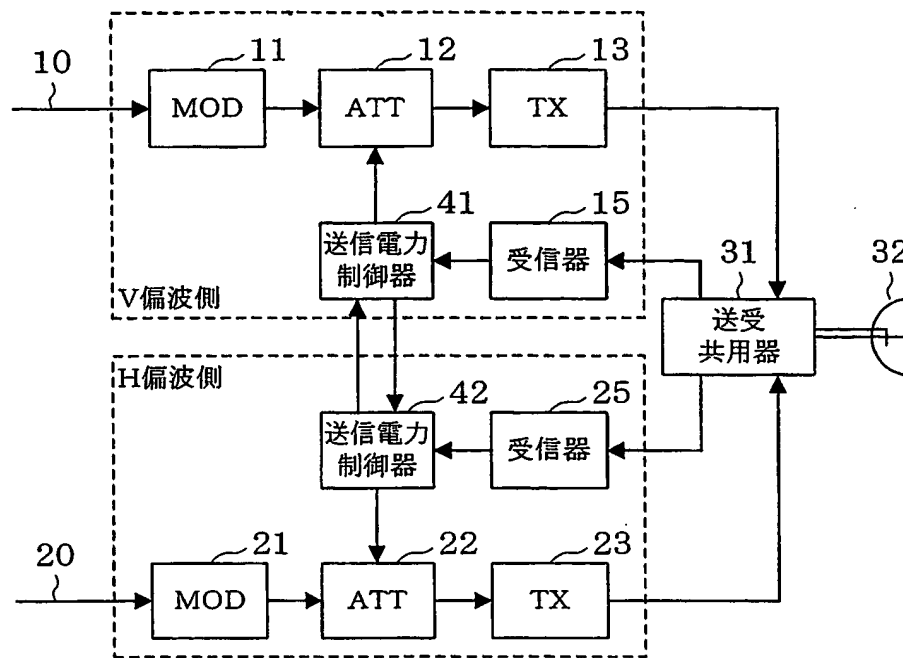 10
11
12
13
MOD
ATT
TX
41
15
送信電力
制御器
受信器
V偏波側
31
32
送受
共用器
H偏波側
42
25
送信電力
制御器
受信器
20
21
22
23
MOD
ATT
TX